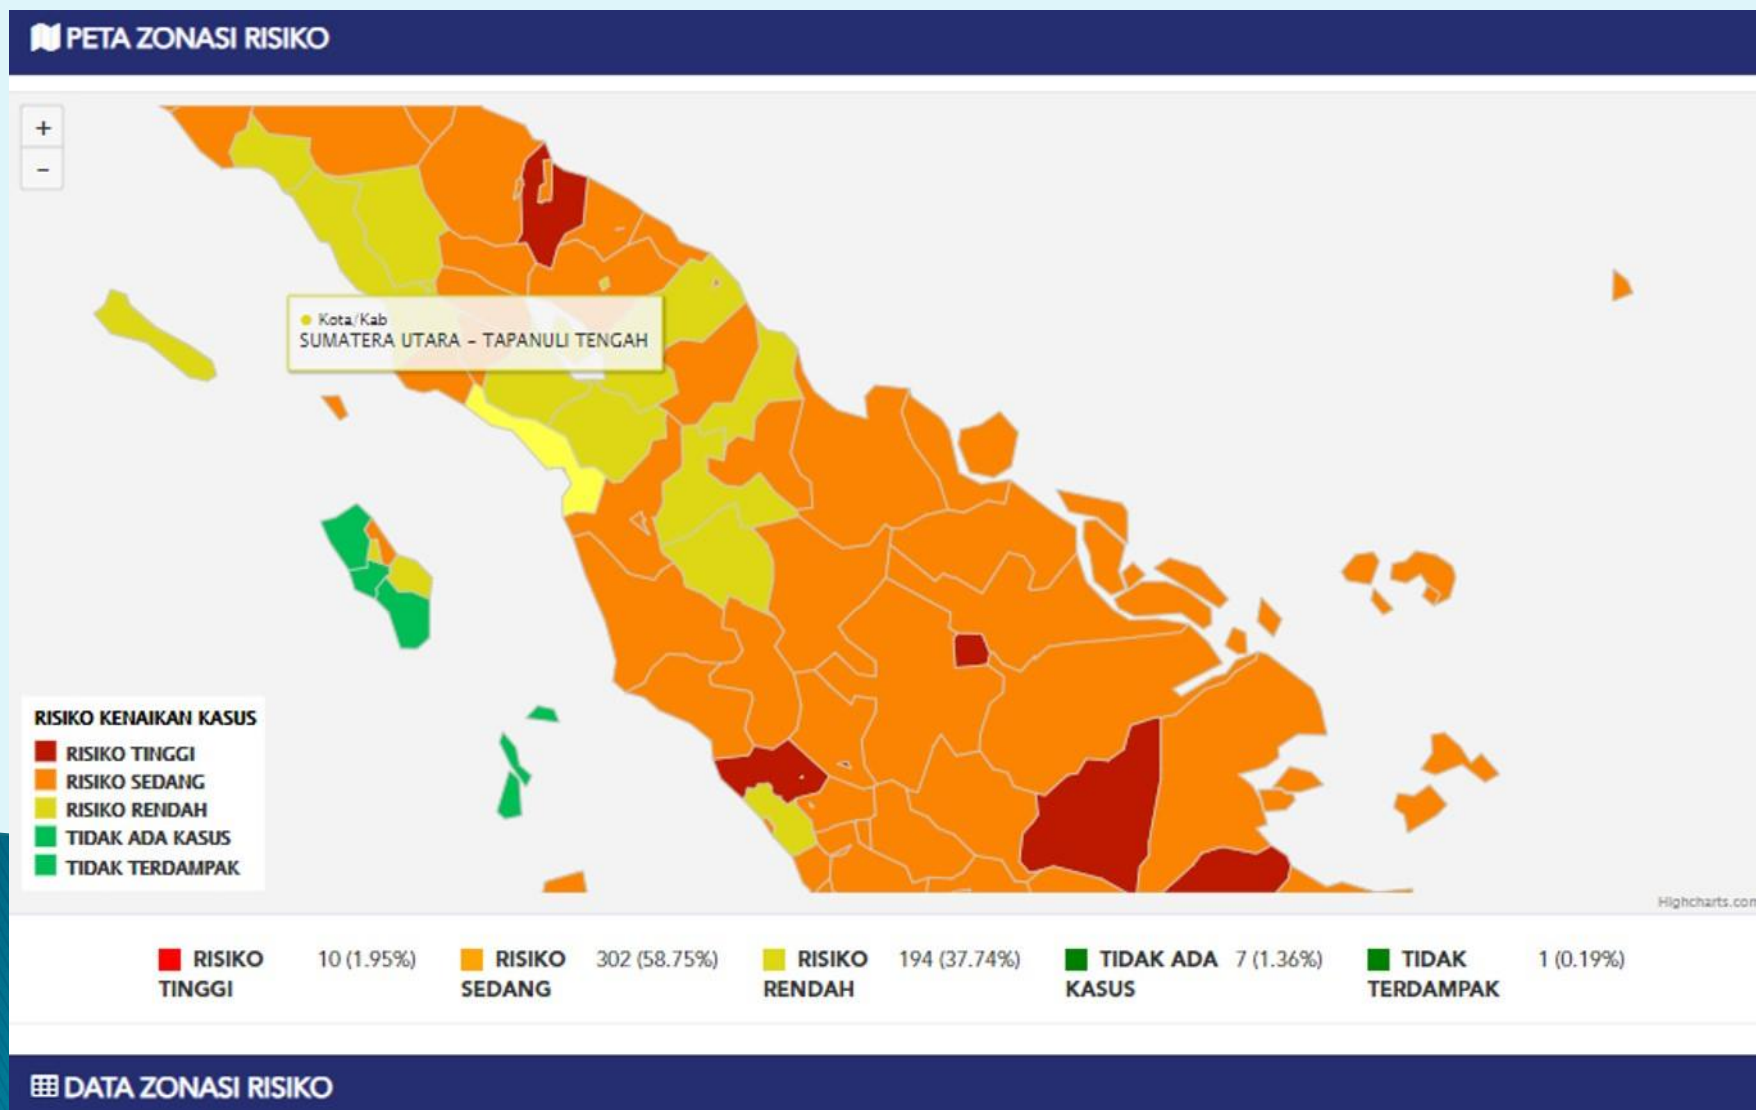 PETA ZONASI RISIKO
+
-
Kota/Kab
SUMATERA UTARA - TAPANULI TENGAH
RISIKO KENAIKAN KASUS
RISIKO TINGGI
RISIKO SEDANG
RISIKO RENDAH
TIDAK ADA KASUS
TIDAK TERDAMPAK
Highcharts.com
RISIKO TINGGI 10 (1.95%)
RISIKO SEDANG 302 (58.75%)
RISIKO RENDAH 194 (37.74%)
TIDAK ADA KASUS 7 (1.36%)
TIDAK TERDAMPAK 1 (0.19%)
DATA ZONASI RISIKO